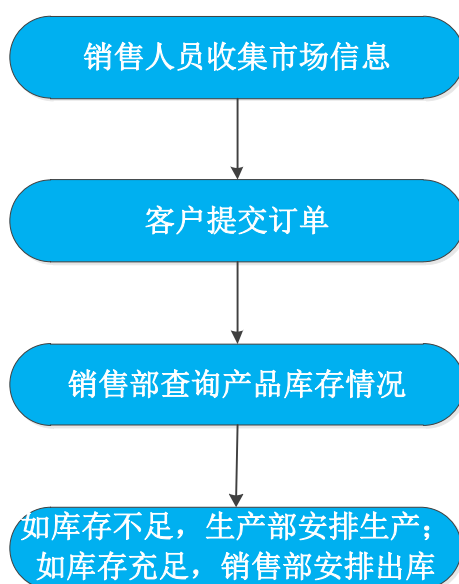 销售人员收集市场信息
客户提交订单
销售部查询产品库存情况
如库存不足，生产部安排生产；
如库存充足，销售部安排出库